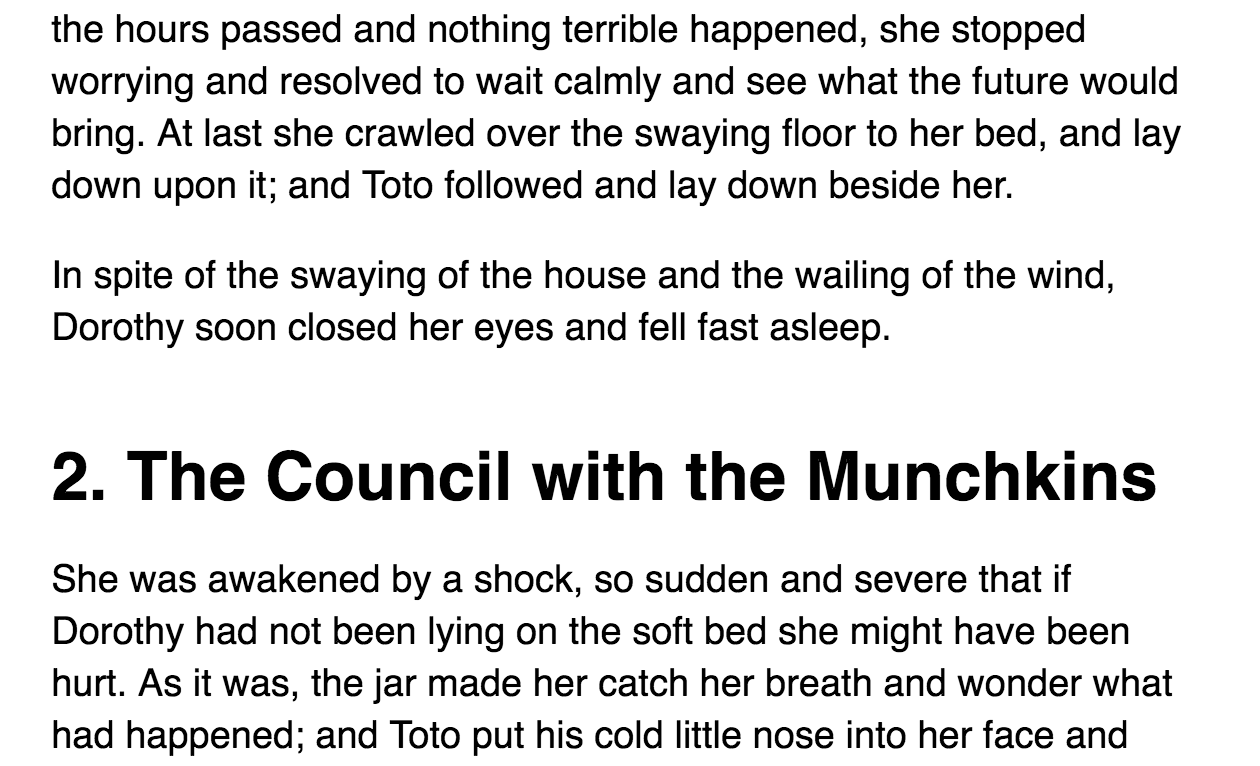 the hours passed and nothing terrible happened, she stopped
worrying and resolved to wait calmly and see what the future would
bring. At last she crawled over the swaying floor to her bed, and lay
down upon it; and Toto followed and lay down beside her.
In spite of the swaying of the house and the wailing of the wind,
Dorothy soon closed her eyes and fell fast asleep.
2. The Council with the Munchkins
She was awakened by a shock, so sudden and severe that if
Dorothy had not been lying on the soft bed she might have been
hurt. As it was, the jar made her catch her breath and wonder what
had happened; and Toto put his cold little nose into her face and